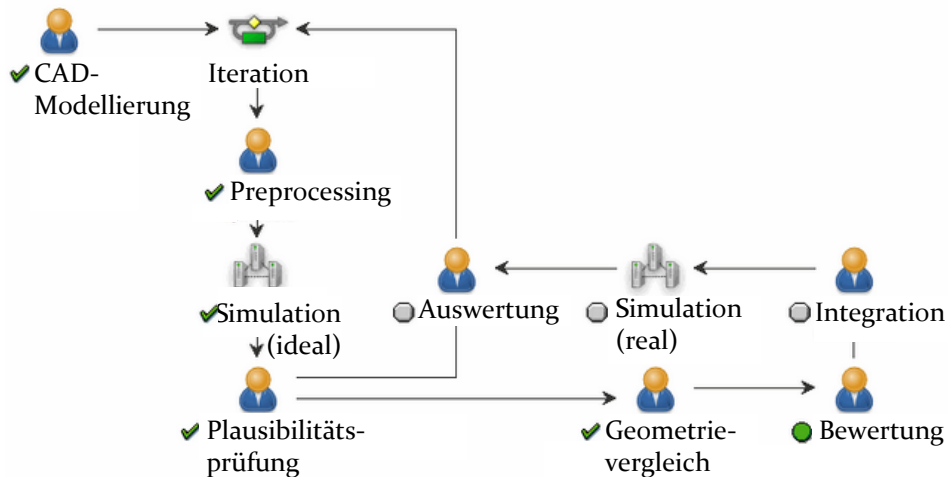 CAD-
Modellierung
Iteration
Preprocessing
Simulation
(ideal)
Auswertung
Simulation
(real)
Integration
Plausibilitäts-
prüfung
Geometrie-
vergleich
Bewertung